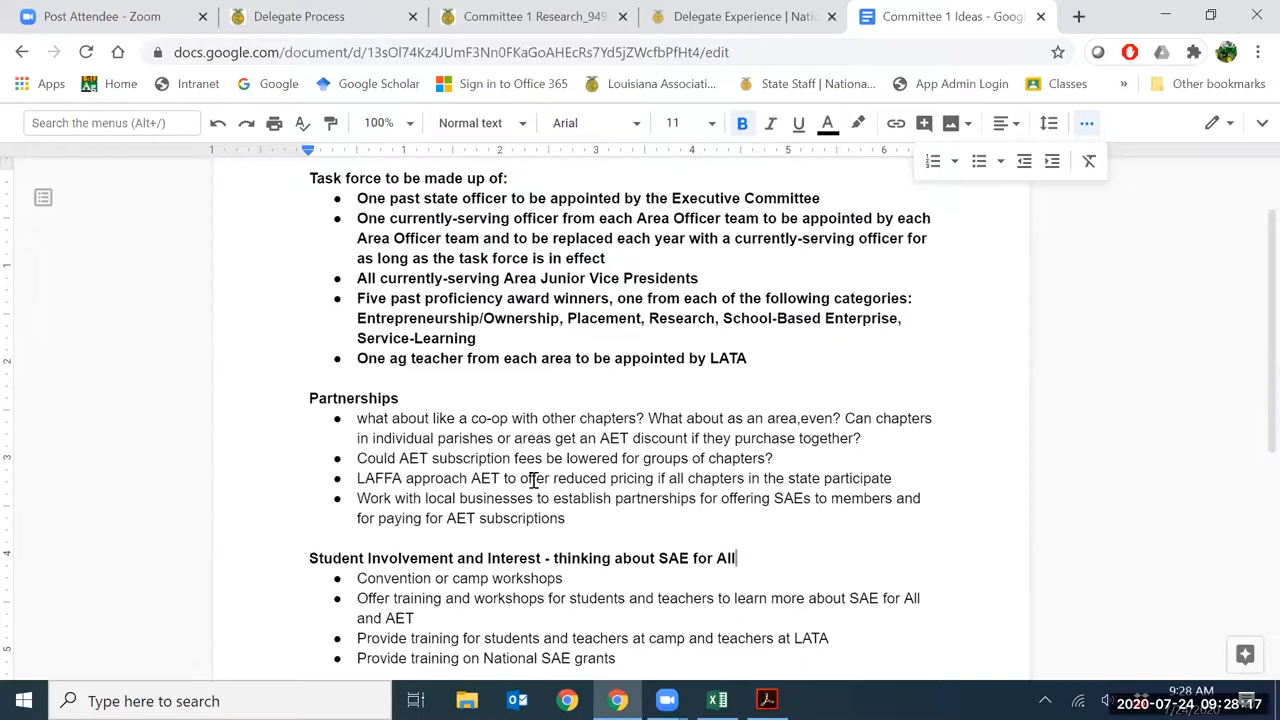 Post Attendee - Zoom
Delegate Process
Committee 1 Research_945
Delegate Experience | Nati
Committee 1 Ideas - Goog
docs.google.com/document/d/13sOl74Kz4JUmF3Nn0FKaGoAHEcRs7Yd5jZWcfbPfHt4/edit
Apps
Home
Intranet
Google
Google Scholar
Sign in to Office 365
Louisiana Associati...
State Staff | Nationa...
App Admin Login
Classes
»
Other bookmarks
Search the menus (Alt+/)
100%
Normal text
Arial
11
B I U A
1 1 2 3 4 5 6
Task force to be made up of:
● One past state officer to be appointed by the Executive Committee
● One currently-serving officer from each Area Officer team to be appointed by each
Area Officer team and to be replaced each year with a currently-serving officer for
as long as the task force is in effect
● All currently-serving Area Junior Vice Presidents
● Five past proficiency award winners, one from each of the following categories:
Entrepreneurship/Ownership, Placement, Research, School-Based Enterprise,
Service-Learning
● One ag teacher from each area to be appointed by LATA
Partnerships
● what about like a co-op with other chapters? What about as an area,even? Can chapters
in individual parishes or areas get an AET discount if they purchase together?
● Could AET subscription fees be lowered for groups of chapters?
● LAFFA approach AET to offer reduced pricing if all chapters in the state participate
● Work with local businesses to establish partnerships for offering SAEs to members and
for paying for AET subscriptions
Student Involvement and Interest - thinking about SAE for All
● Convention or camp workshops
● Offer training and workshops for students and teachers to learn more about SAE for All
and AET
● Provide training for students and teachers at camp and teachers at LATA
● Provide training on National SAE grants
1
2
3
4
5
Type here to search
9:28 AM
2020-07-24 09:28:17